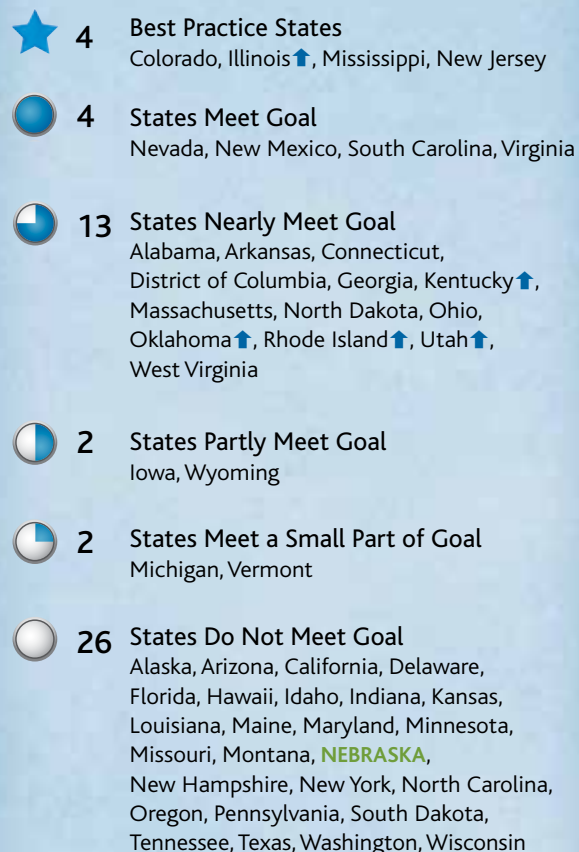 4 Best Practice States
Colorado, Illinois⬆, Mississippi, New Jersey
4 States Meet Goal
Nevada, New Mexico, South Carolina, Virginia
13 States Nearly Meet Goal
Alabama, Arkansas, Connecticut,
District of Columbia, Georgia, Kentucky⬆,
Massachusetts, North Dakota, Ohio,
Oklahoma⬆, Rhode Island⬆, Utah⬆,
West Virginia
2 States Partly Meet Goal
Iowa, Wyoming
2 States Meet a Small Part of Goal
Michigan, Vermont
26 States Do Not Meet Goal
Alaska, Arizona, California, Delaware,
Florida, Hawaii, Idaho, Indiana, Kansas,
Louisiana, Maine, Maryland, Minnesota,
Missouri, Montana, NEBRASKA,
New Hampshire, New York, North Carolina,
Oregon, Pennsylvania, South Dakota,
Tennessee, Texas, Washington, Wisconsin